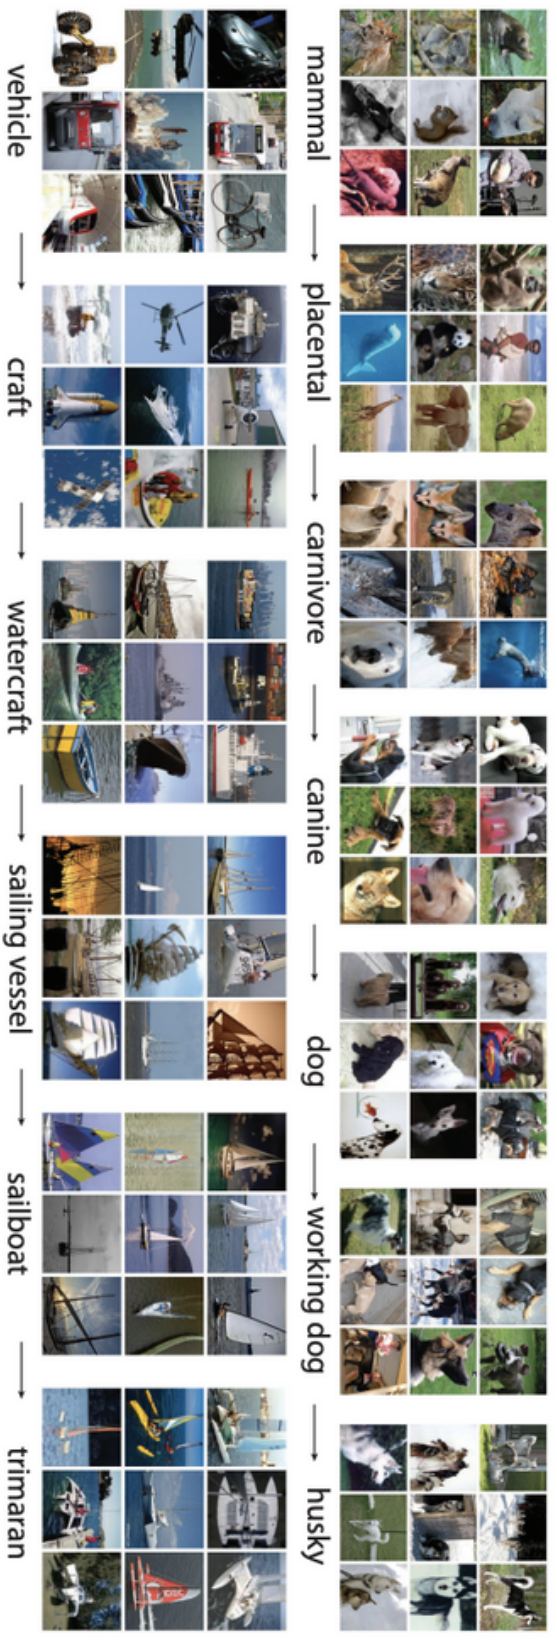 mammal → placental → carnivore → canine → dog → working dog → husky
vehicle → craft → watercraft → sailing vessel → sailboat → trimaran